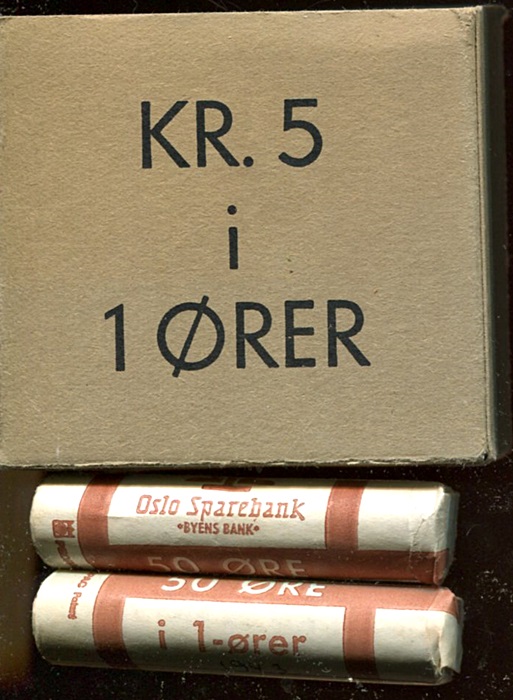 KR. 5
i
1 ØRER
Oslo Sparebank
•BYENS BANK•
50 ØRE
50 ØRE
i 1-ører